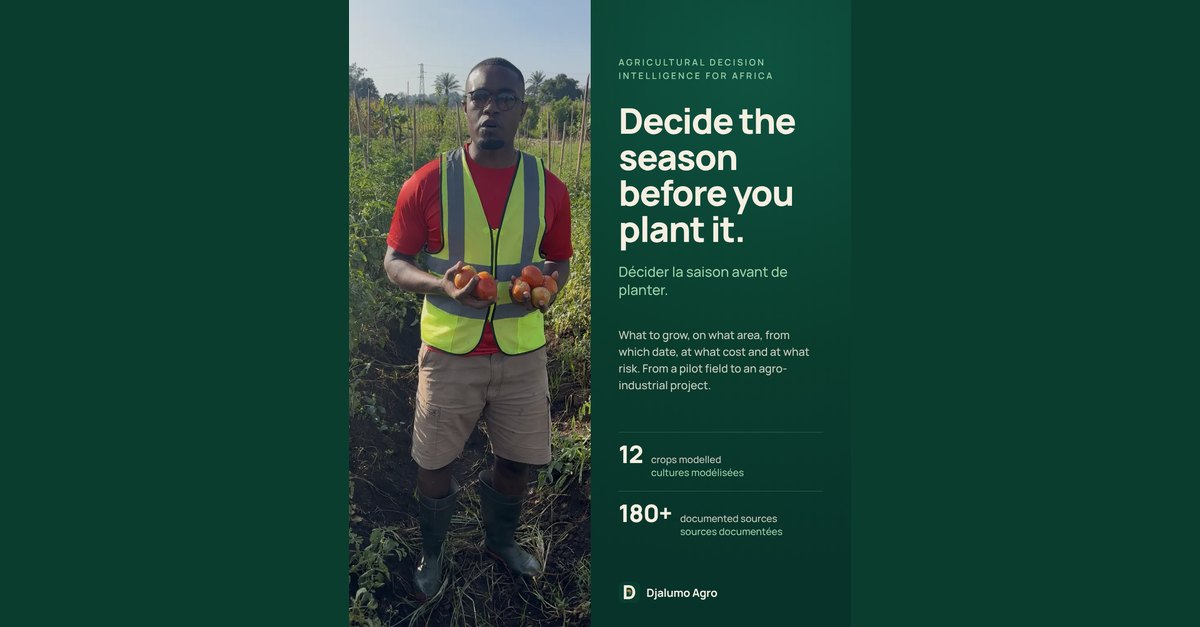 AGRICULTURAL DECISION
INTELLIGENCE FOR AFRICA
Decide the
season
before you
plant it.
Décider la saison avant de
planter.
What to grow, on what area, from
which date, at what cost and at what
risk. From a pilot field to an agro-
industrial project.
12 crops modelled
cultures modélisées
180+ documented sources
sources documentées
D Djalumo Agro